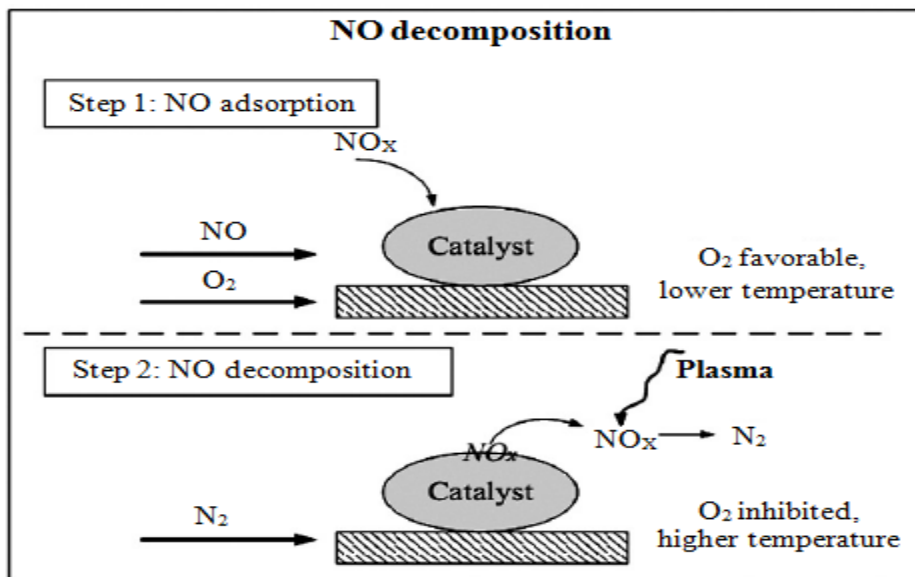 NO decomposition
Step 1: NO adsorption
NOx
NO
Catalyst
O₂
O₂ favorable,
lower temperature
Step 2: NO decomposition
Plasma
NOx
NOx
N₂
Catalyst
N₂
O₂ inhibited,
higher temperature